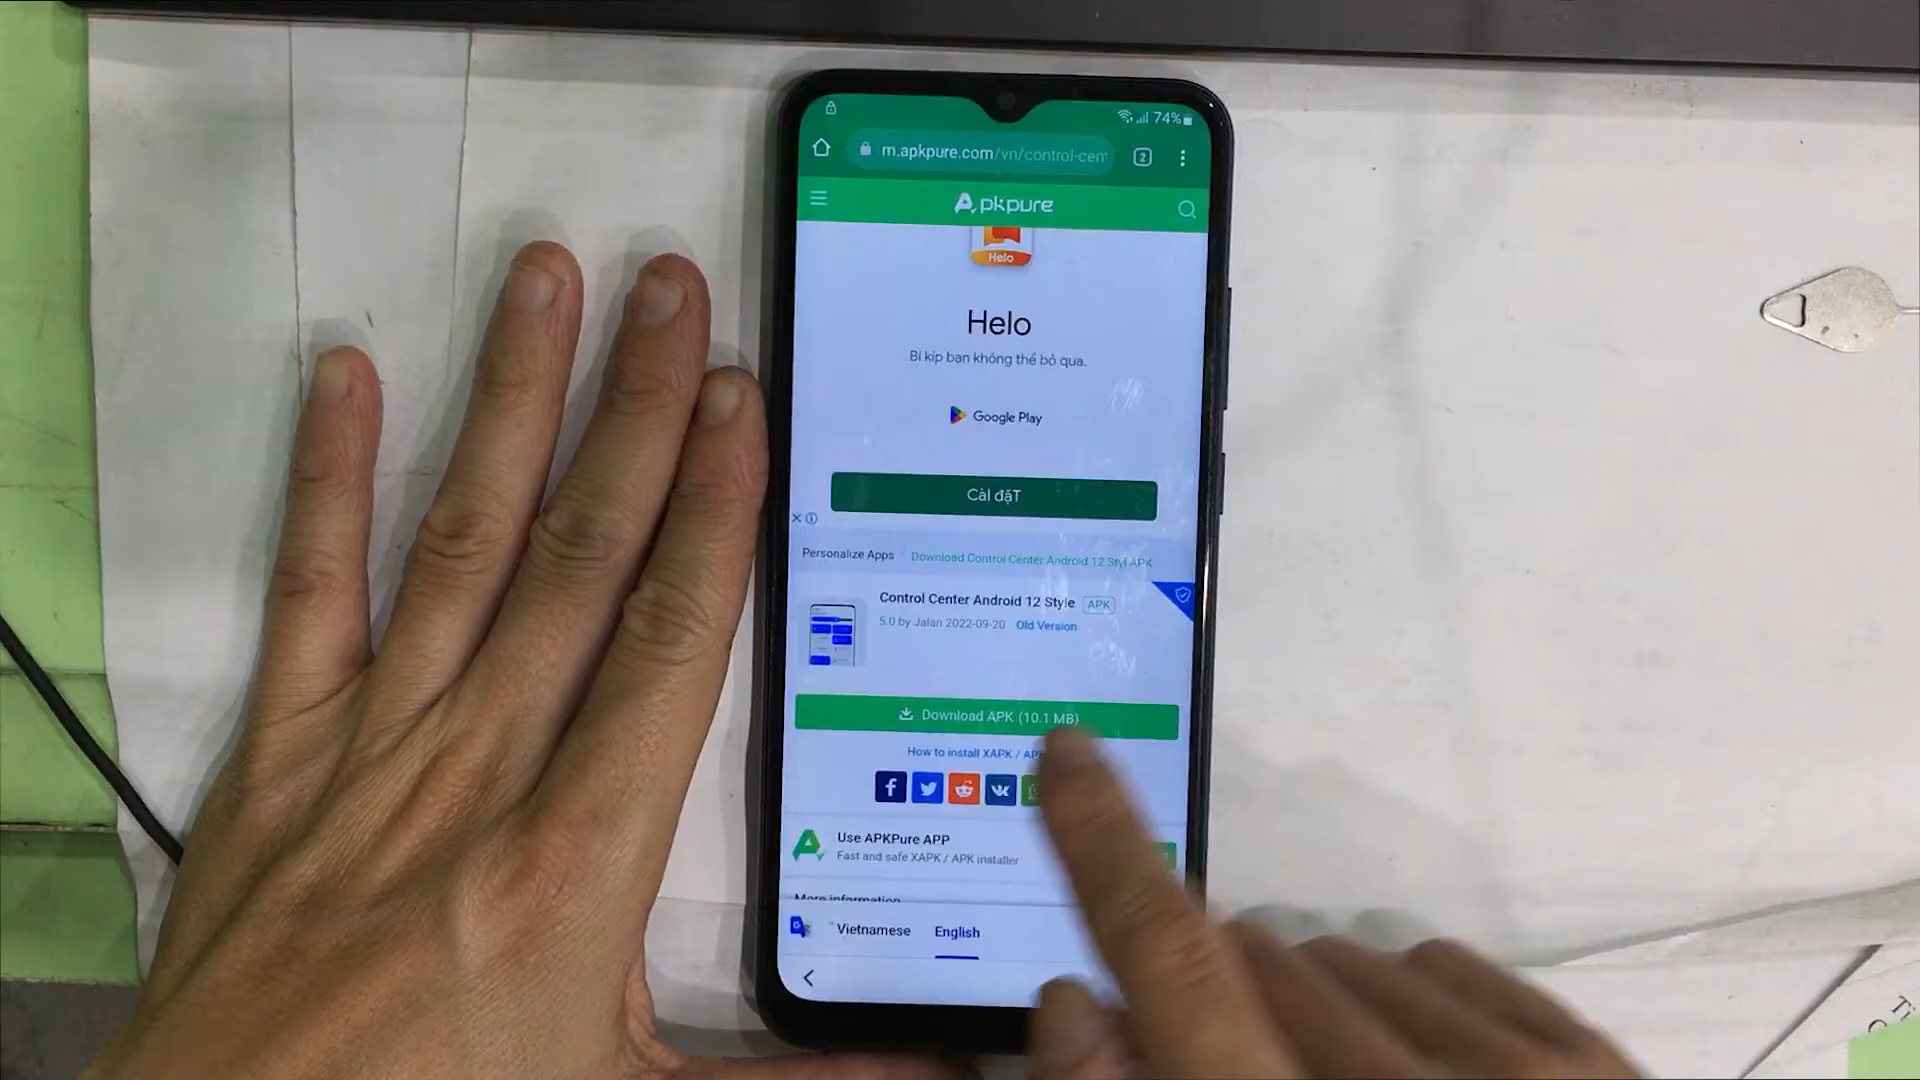 74%
m.apkpure.com/vn/control-cent
2
Apkpure
Helo
Helo
Bí kíp bạn không thể bỏ qua.
Google Play
Cài đặT
Personalize Apps Download Control Center Android 12 Styl APK
Control Center Android 12 Style APK
5.0 by Jalan 2022-09-20 Old Version
Download APK (10.1 MB)
How to install XAPK /
Use APKPure APP
Fast and safe XAPK / APK installer
More information
Vietnamese English